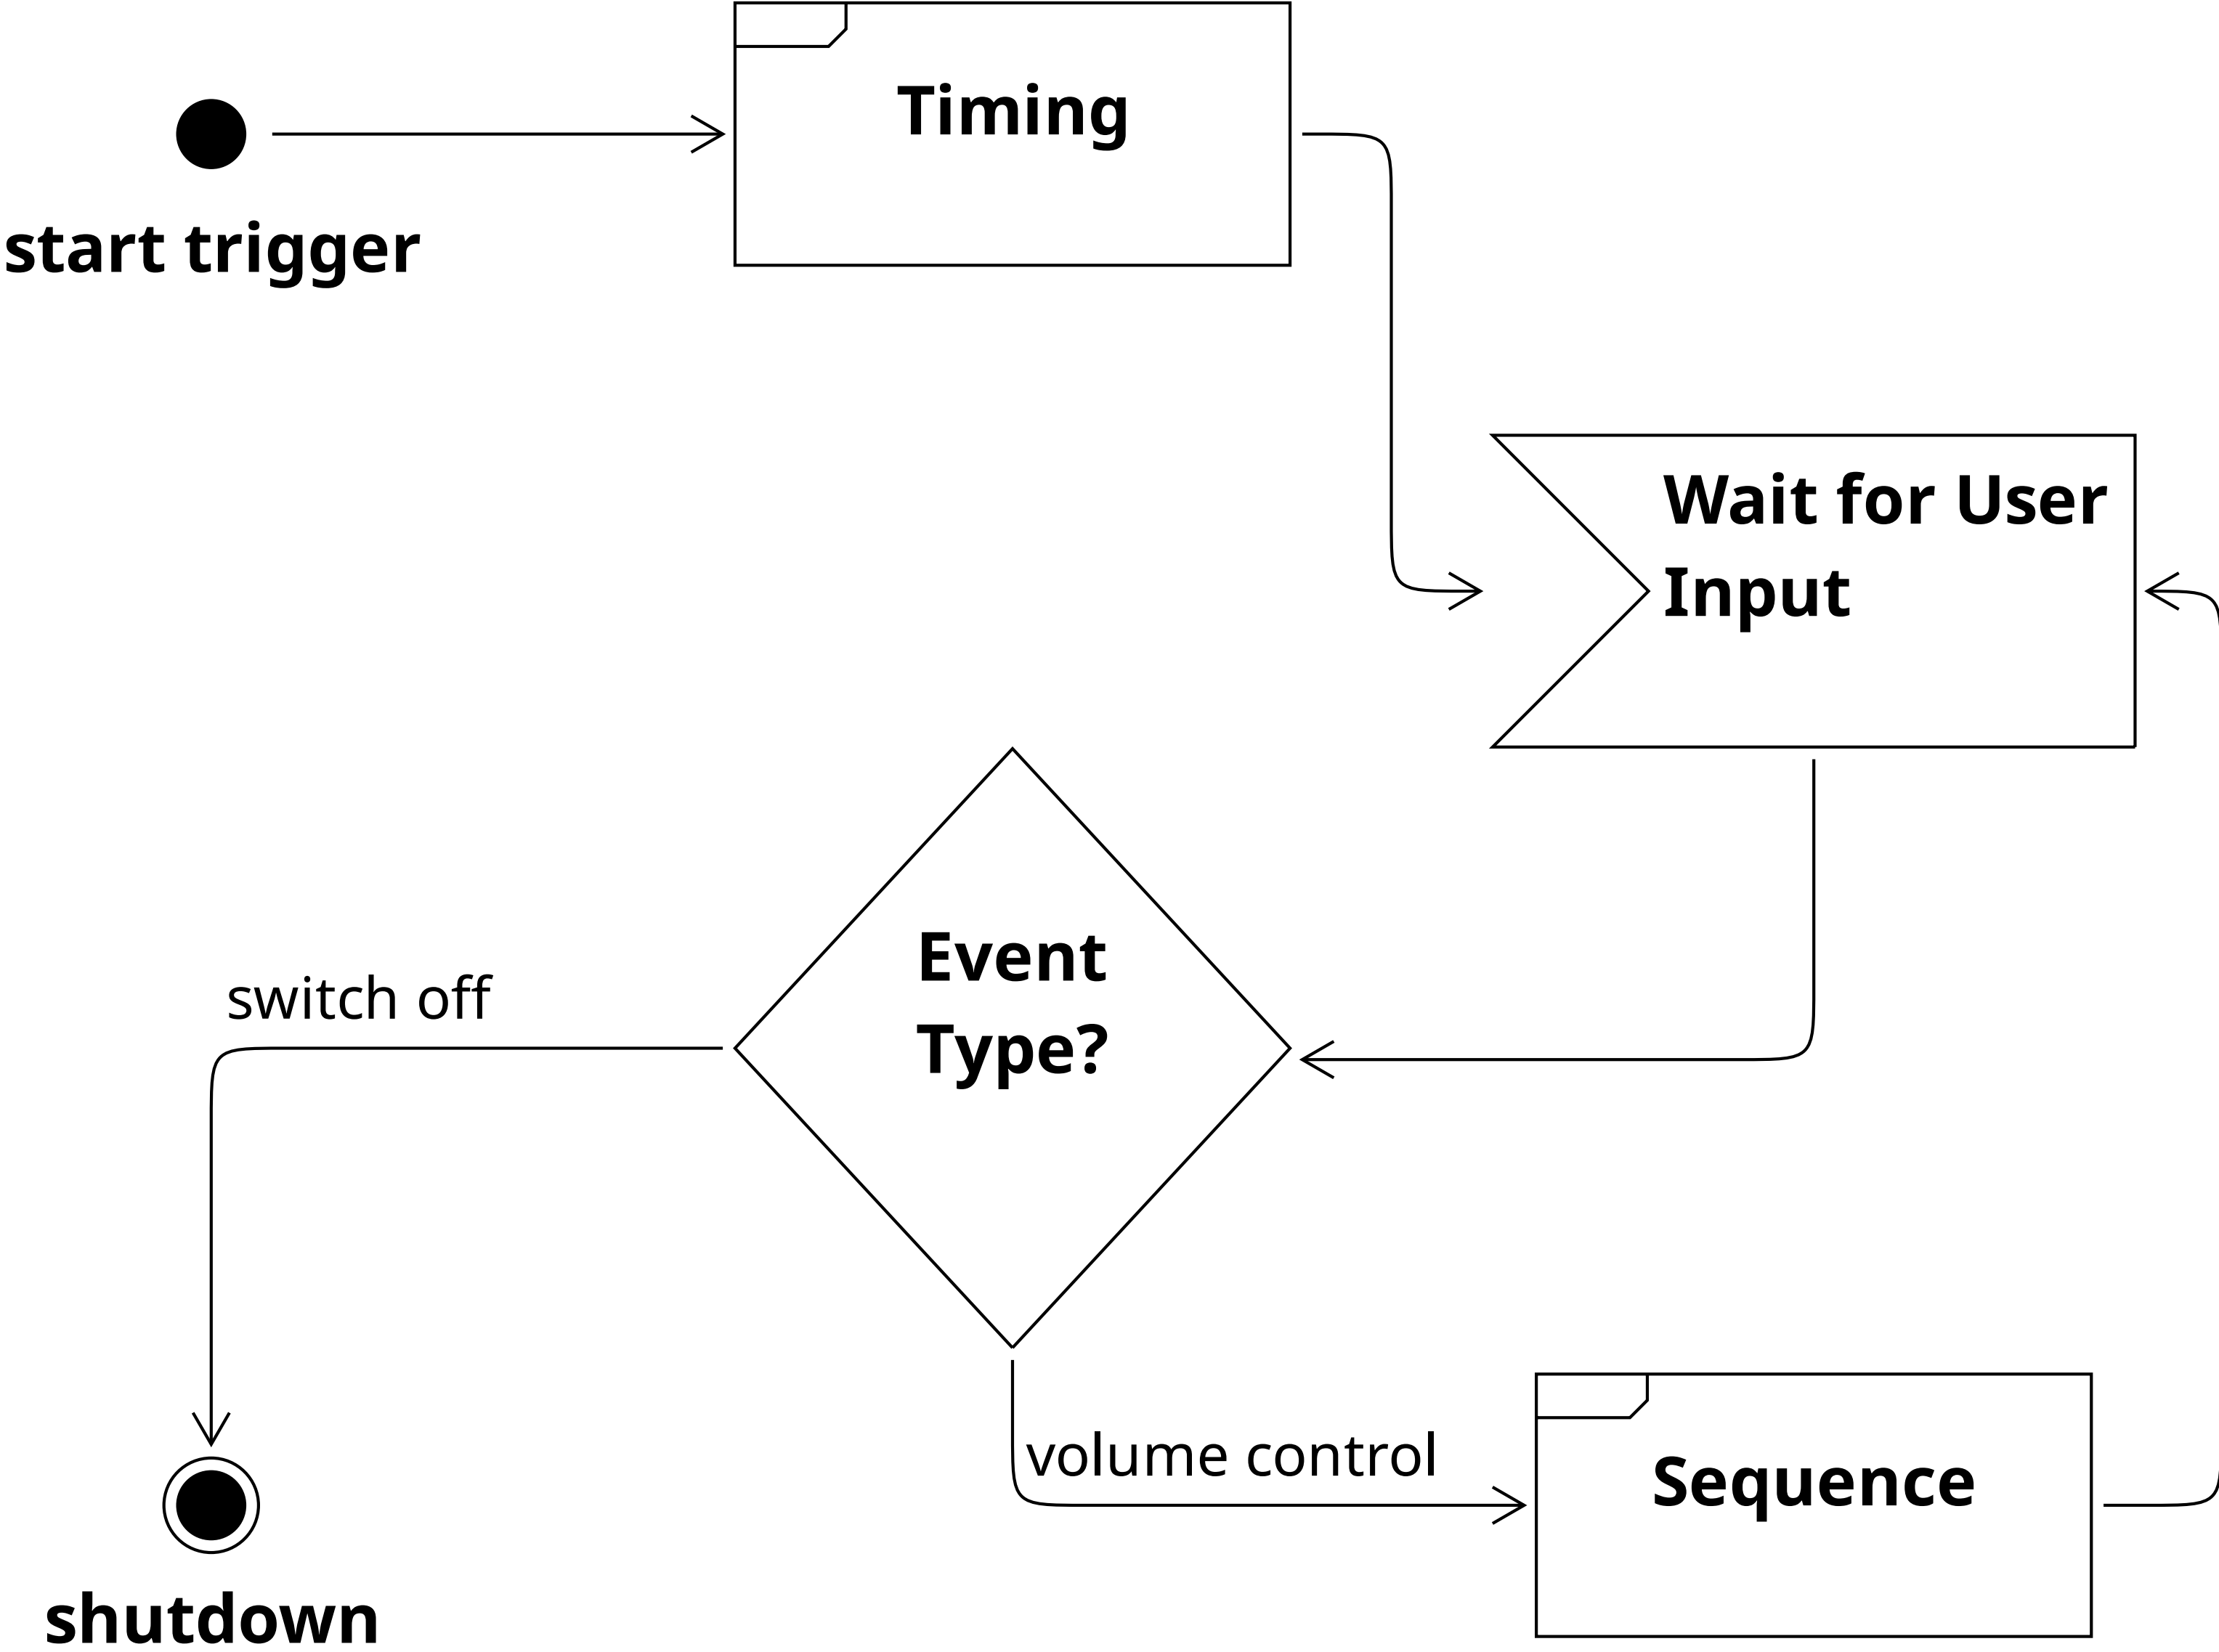 Timing
start trigger
Wait for User
Input
Event
Type?
switch off
volume control
Sequence
shutdown